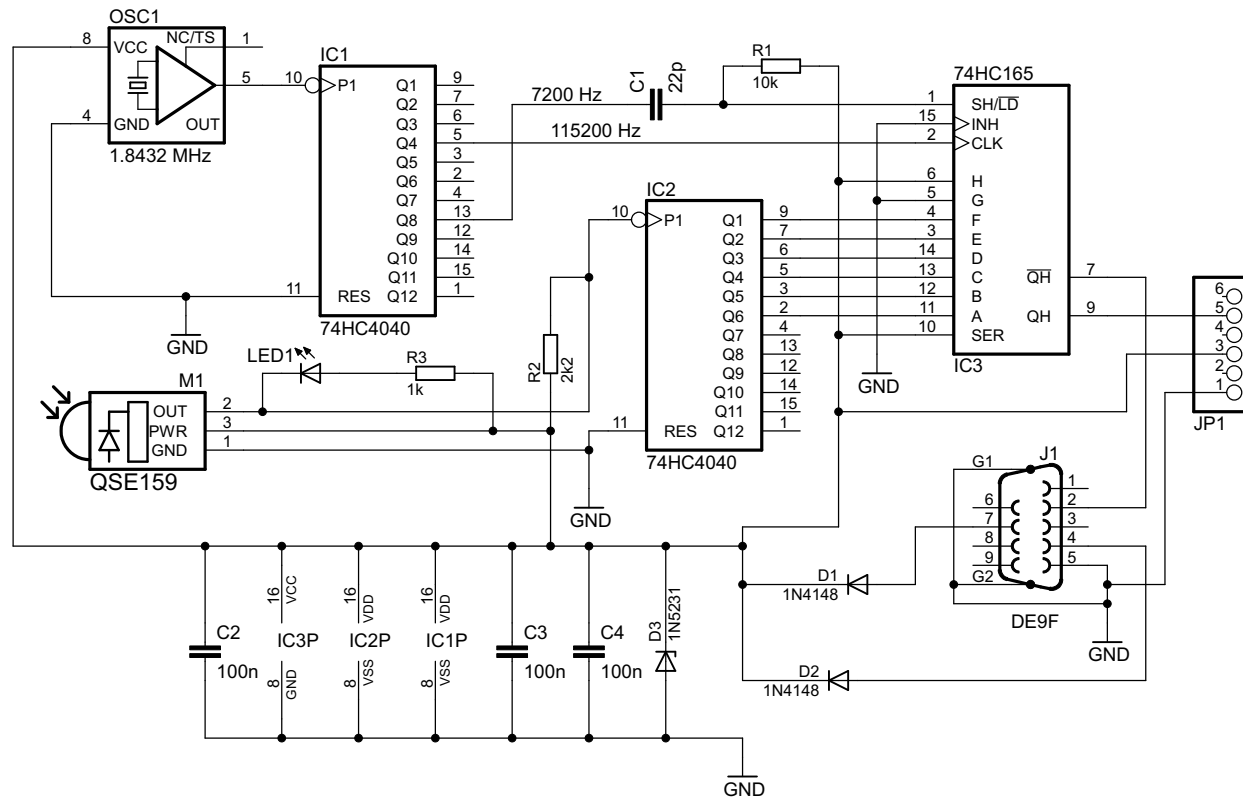 OSC1
8 VCC NC/TS 1
5
4 GND OUT
1.8432 MHz
IC1
10 P1
Q1 9
Q2 7
Q3 6
Q4 5
Q5 3
Q6 2
Q7 4
Q8 13
Q9 12
Q10 14
Q11 15
Q12 1
11 RES
74HC4040
GND
7200 Hz
115200 Hz
C1
22p
R1
10k
74HC165
1 SH/LD
15 INH
2 CLK
6 H
5 G
4 F
3 E
14 D
13 C
12 B
11 A
10 SER
QH 7
QH 9
IC3
GND
IC2
10 P1
Q1 9
Q2 7
Q3 6
Q4 5
Q5 3
Q6 2
Q7 4
Q8 13
Q9 12
Q10 14
Q11 15
Q12 1
11 RES
74HC4040
GND
R2
2k2
LED1
R3
1k
M1
OUT 2
PWR 3
GND 1
QSE159
6
5
4
3
2
1
JP1
J1
G1
1
6
2
7
3
8
4
9
5
G2
DE9F
GND
D1
1N4148
D2
1N4148
C2
100n
16 VCC
IC3P
8 GND
16 VDD
IC2P
8 VSS
16 VDD
IC1P
8 VSS
C3
100n
C4
100n
D3
1N5231
GND